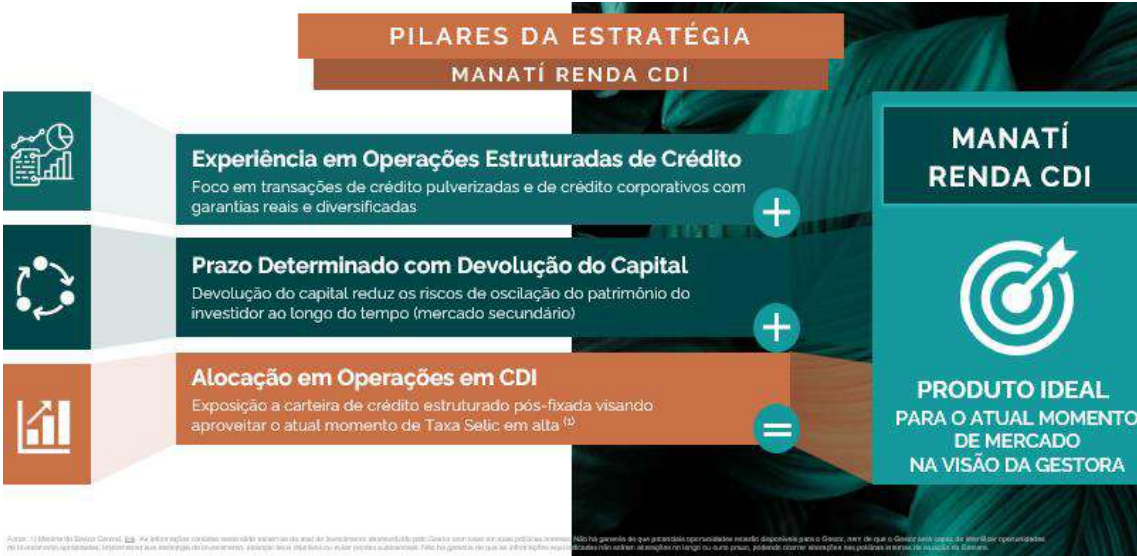 PILARES DA ESTRATÉGIA
MANATÍ RENDA CDI
Experiência em Operações Estruturadas de Crédito
Foco em transações de crédito pulverizadas e de crédito corporativos com
garantias reais e diversificadas
+
Prazo Determinado com Devolução do Capital
Devolução do capital reduz os riscos de oscilação do patrimônio do
investidor ao longo do tempo (mercado secundário)
+
Alocação em Operações em CDI
Exposição a carteira de crédito estruturado pós-fixada visando
aproveitar o atual momento de Taxa Selic em alta (1)
=
MANATÍ
RENDA CDI
PRODUTO IDEAL
PARA O ATUAL MOMENTO
DE MERCADO
NA VISÃO DA GESTORA